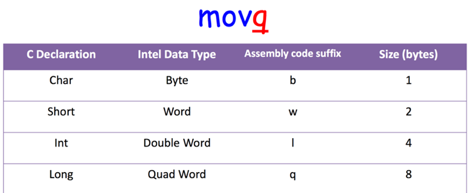 movq
C Declaration Intel Data Type Assembly code suffix Size (bytes)
Char Byte b 1
Short Word w 2
Int Double Word l 4
Long Quad Word q 8